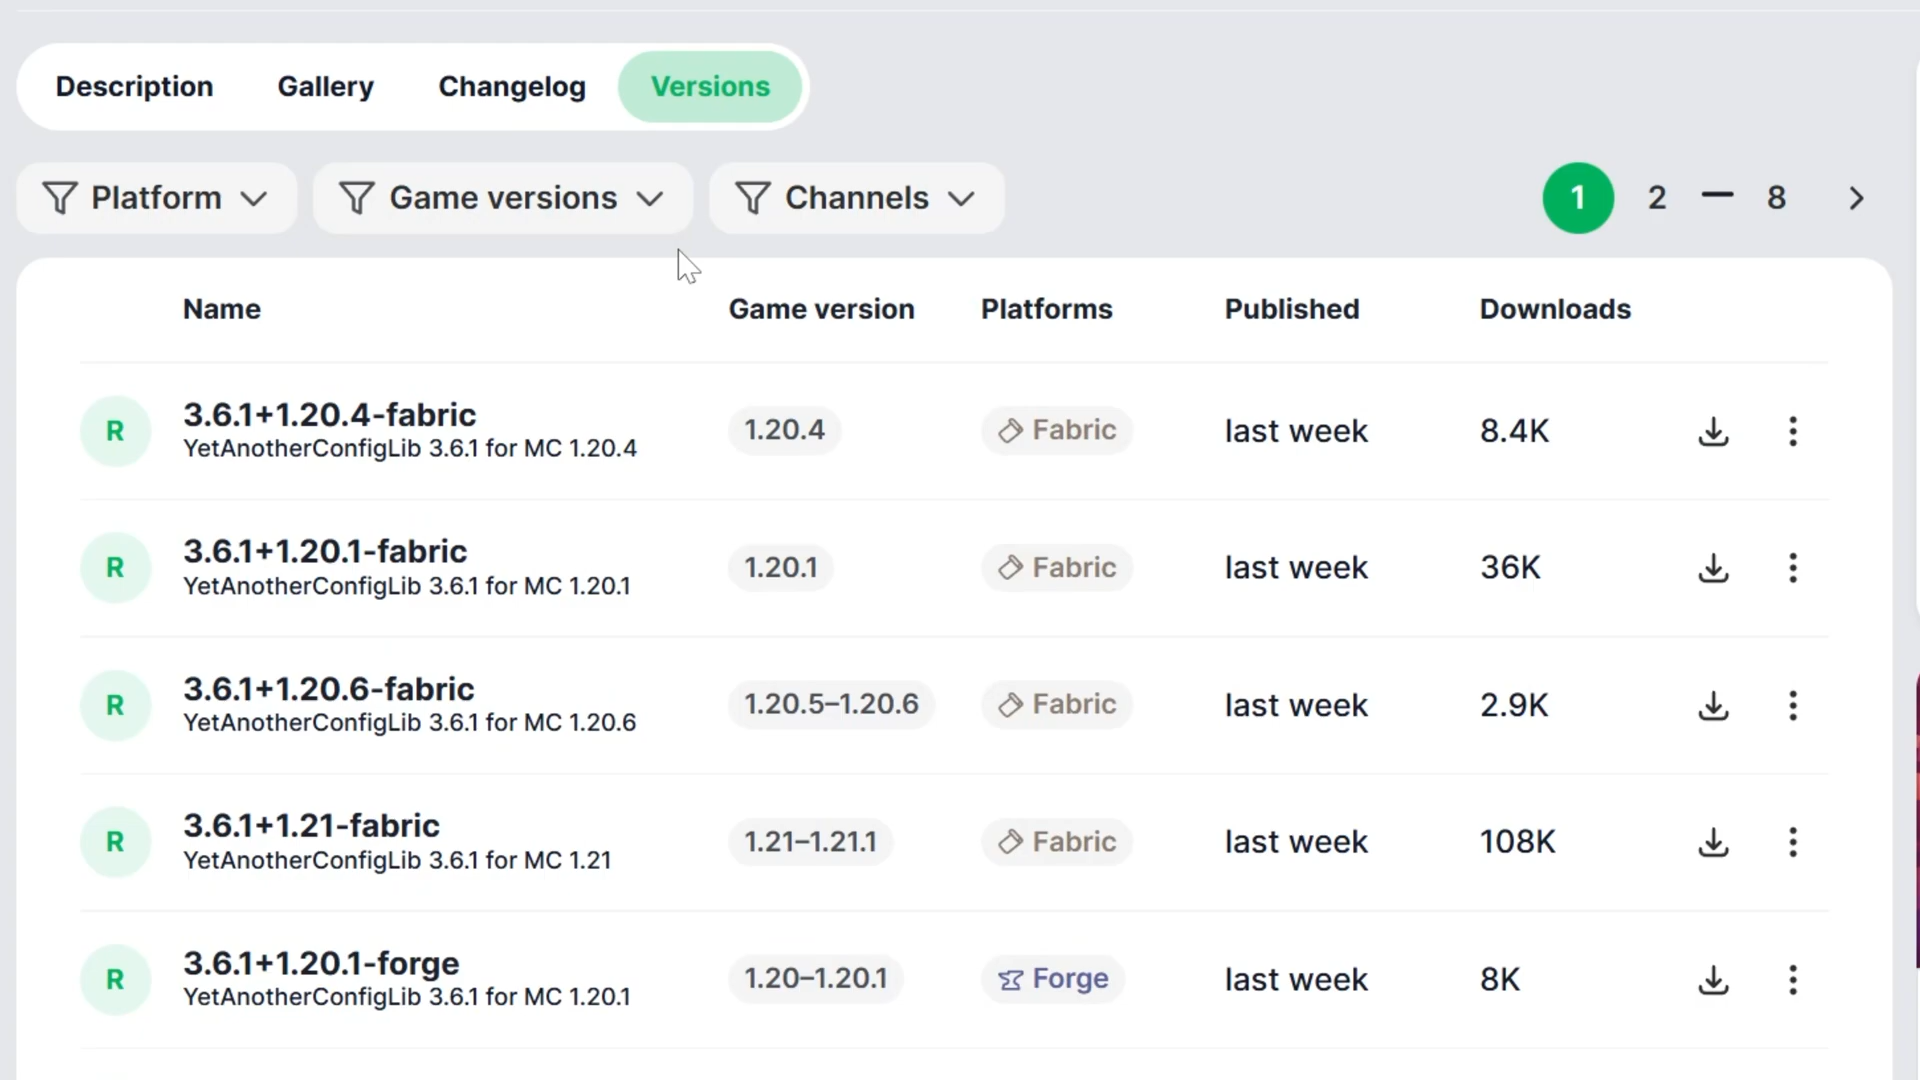 Description Gallery Changelog Versions
Platform Game versions Channels 1 2 — 8
Name Game version Platforms Published Downloads
R 3.6.1+1.20.4-fabric 1.20.4 Fabric last week 8.4K
YetAnotherConfigLib 3.6.1 for MC 1.20.4
R 3.6.1+1.20.1-fabric 1.20.1 Fabric last week 36K
YetAnotherConfigLib 3.6.1 for MC 1.20.1
R 3.6.1+1.20.6-fabric 1.20.5–1.20.6 Fabric last week 2.9K
YetAnotherConfigLib 3.6.1 for MC 1.20.6
R 3.6.1+1.21-fabric 1.21–1.21.1 Fabric last week 108K
YetAnotherConfigLib 3.6.1 for MC 1.21
R 3.6.1+1.20.1-forge 1.20–1.20.1 Forge last week 8K
YetAnotherConfigLib 3.6.1 for MC 1.20.1